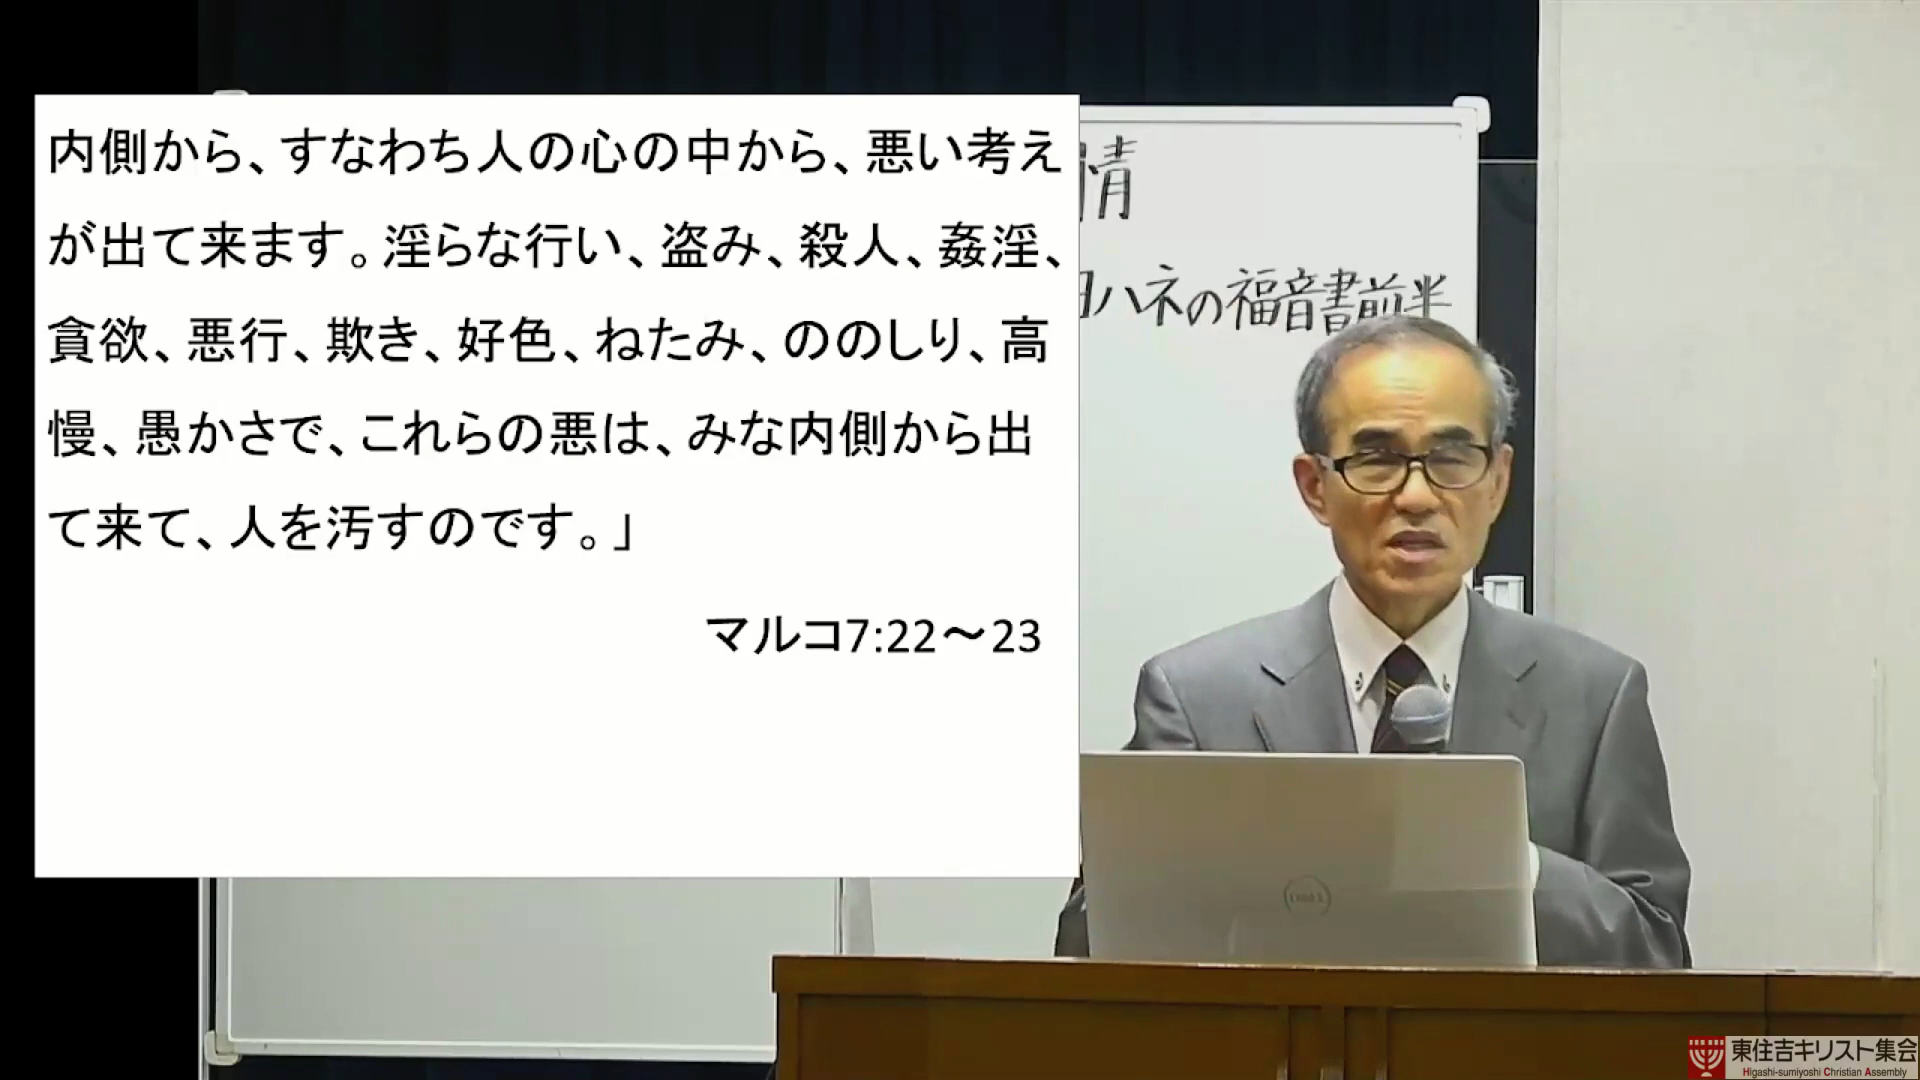 内側から、すなわち人の心の中から、悪い考え
が出て来ます。淫らな行い、盗み、殺人、姦淫、
貪欲、悪行、欺き、好色、ねたみ、ののしり、高
慢、愚かさで、これらの悪は、みな内側から出
て来て、人を汚すのです。」
マルコ7:22～23
情
ヨハネの福音書前半
DELL
東住吉キリスト集会
Higashi-sumiyoshi Christian Assembly